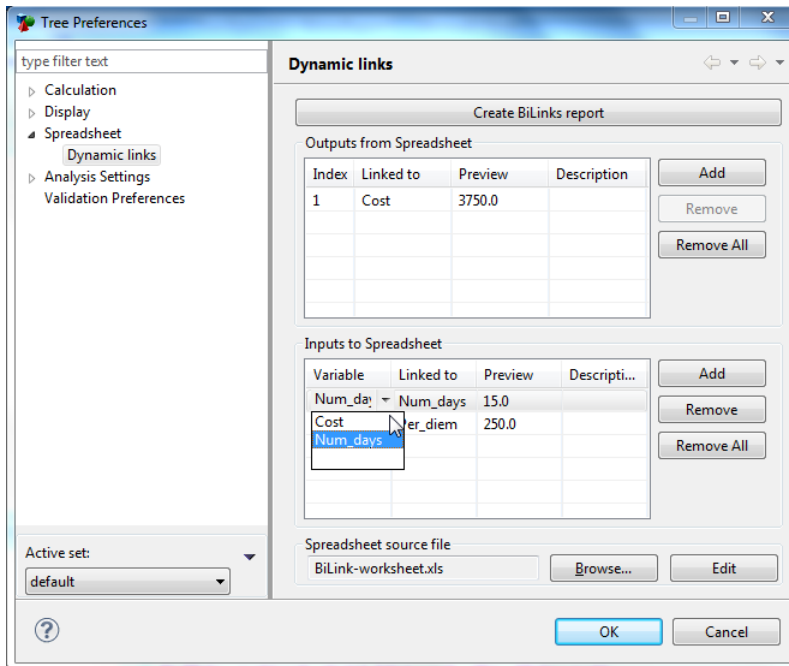 Tree Preferences
type filter text
Calculation
Display
Spreadsheet
Dynamic links
Analysis Settings
Validation Preferences
Active set:
default
Dynamic links
Create BiLinks report
Outputs from Spreadsheet
Index Linked to Preview Description
1 Cost 3750.0
Add
Remove
Remove All
Inputs to Spreadsheet
Variable Linked to Preview Descripti...
Num_day Num_days 15.0
Cost er_diem 250.0
Num_days
Add
Remove
Remove All
Spreadsheet source file
BiLink-worksheet.xls Browse... Edit
? OK Cancel